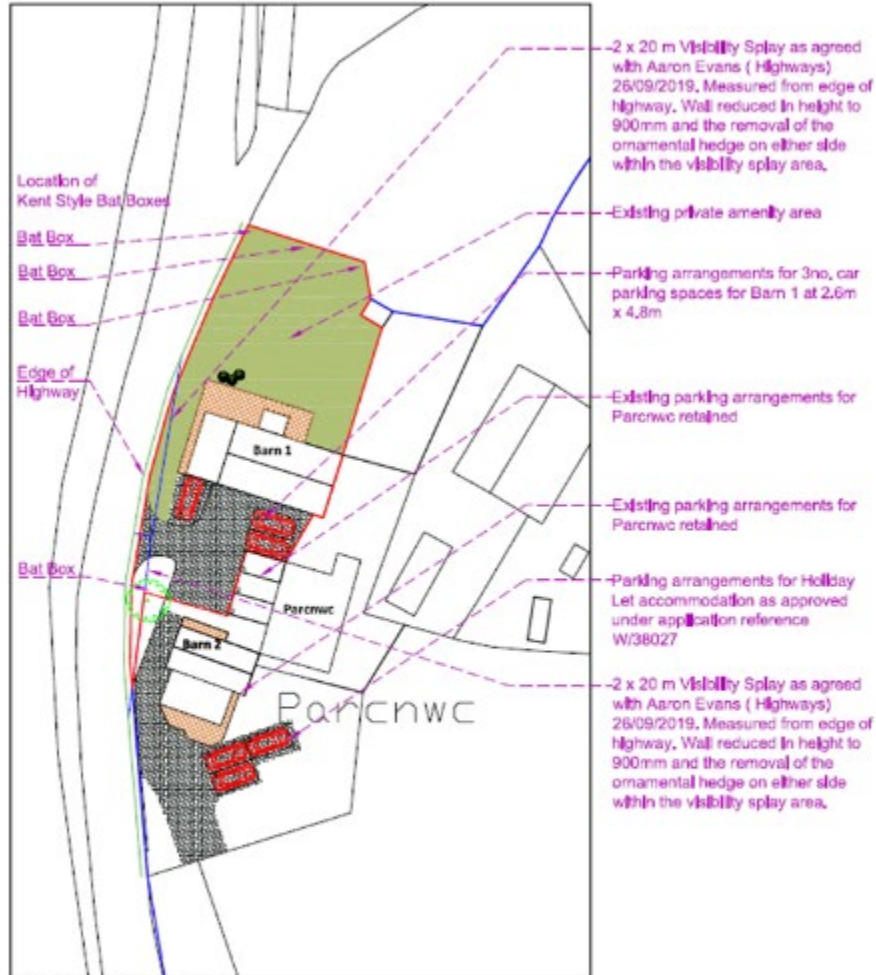 Location of
Kent Style Bat Boxes
Bat Box
Bat Box
Bat Box
Edge of
Highway
Bat Box
Barn 1
Parcnwc
Barn 2
Parcnwc
2 x 20 m Visibility Splay as agreed
with Aaron Evans ( Highways)
26/09/2019. Measured from edge of
highway. Wall reduced in height to
900mm and the removal of the
ornamental hedge on either side
within the visibility splay area.
Existing private amenity area
Parking arrangements for 3no. car
parking spaces for Barn 1 at 2.6m
x 4.8m
Existing parking arrangements for
Parcnwc retained
Existing parking arrangements for
Parcnwc retained
Parking arrangements for Holiday
Let accommodation as approved
under application reference
W/38027
2 x 20 m Visibility Splay as agreed
with Aaron Evans ( Highways)
26/09/2019. Measured from edge of
highway. Wall reduced in height to
900mm and the removal of the
ornamental hedge on either side
within the visibility splay area.